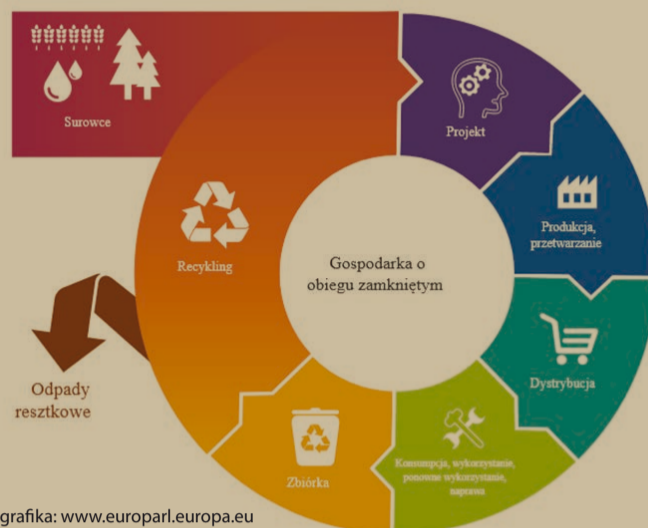 Surowce
Projekt
Produkcja,
przetwarzanie
Dystrybucja
Konsumpcja, wykorzystanie,
ponowne wykorzystanie,
naprawa
Zbiórka
Recykling
Odpady
resztkowe
Gospodarka o
obiegu zamkniętym
grafika: www.europarl.europa.eu